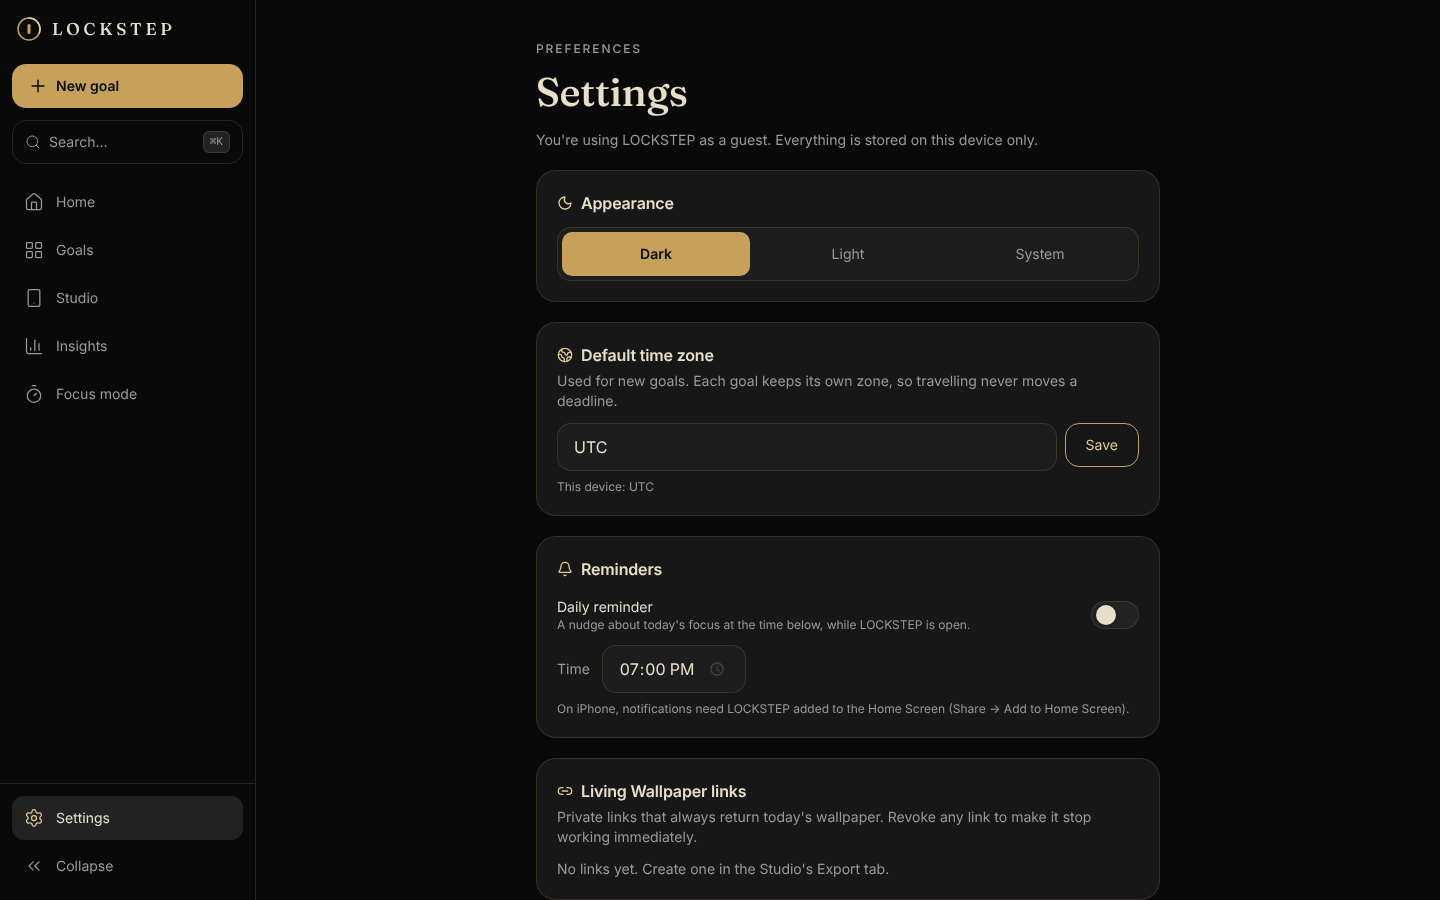 LOCKSTEP
New goal
Search...
⌘K
Home
Goals
Studio
Insights
Focus mode
Settings
Collapse
PREFERENCES
Settings
You're using LOCKSTEP as a guest. Everything is stored on this device only.
Appearance
Dark
Light
System
Default time zone
Used for new goals. Each goal keeps its own zone, so travelling never moves a
deadline.
UTC
Save
This device: UTC
Reminders
Daily reminder
A nudge about today's focus at the time below, while LOCKSTEP is open.
Time
07:00 PM
On iPhone, notifications need LOCKSTEP added to the Home Screen (Share → Add to Home Screen).
Living Wallpaper links
Private links that always return today's wallpaper. Revoke any link to make it stop
working immediately.
No links yet. Create one in the Studio's Export tab.